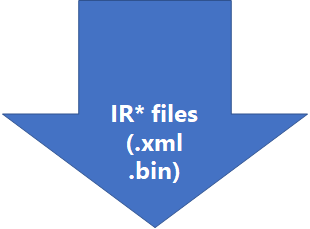 IR* files
(.xml
.bin)